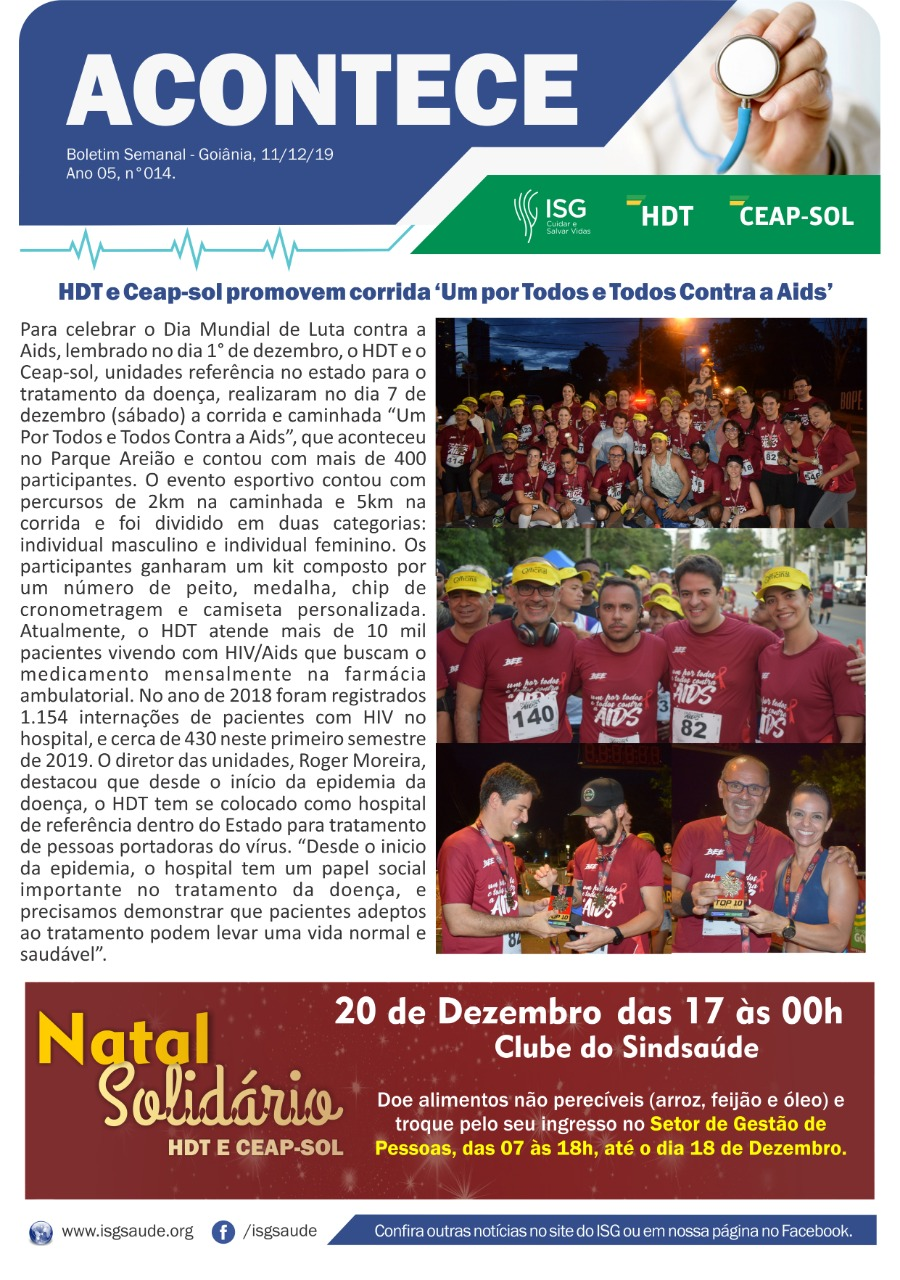 ACONTECE
Boletim Semanal - Goiânia, 11/12/19
Ano 05, n°014.
ISG
Cuidar e
Salvar Vidas
HDT
CEAP-SOL
HDT e Ceap-sol promovem corrida ‘Um por Todos e Todos Contra a Aids’
Para celebrar o Dia Mundial de Luta contra a
Aids, lembrado no dia 1° de dezembro, o HDT e o
Ceap-sol, unidades referência no estado para o
tratamento da doença, realizaram no dia 7 de
dezembro (sábado) a corrida e caminhada “Um
Por Todos e Todos Contra a Aids”, que aconteceu
no Parque Areião e contou com mais de 400
participantes. O evento esportivo contou com
percursos de 2km na caminhada e 5km na
corrida e foi dividido em duas categorias:
individual masculino e individual feminino. Os
participantes ganharam um kit composto por
um número de peito, medalha, chip de
cronometragem e camiseta personalizada.
Atualmente, o HDT atende mais de 10 mil
pacientes vivendo com HIV/Aids que buscam o
medicamento mensalmente na farmácia
ambulatorial. No ano de 2018 foram registrados
1.154 internações de pacientes com HIV no
hospital, e cerca de 430 neste primeiro semestre
de 2019. O diretor das unidades, Roger Moreira,
destacou que desde o início da epidemia da
doença, o HDT tem se colocado como hospital
de referência dentro do Estado para tratamento
de pessoas portadoras do vírus. “Desde o inicio
da epidemia, o hospital tem um papel social
importante no tratamento da doença, e
precisamos demonstrar que pacientes adeptos
ao tratamento podem levar uma vida normal e
saudável”.
BOPE
82
BEE
um por todos
e todos contra
a AIDS
140
82
TOP 10
TOP 10
Natal
Solidário
HDT E CEAP-SOL
20 de Dezembro das 17 às 00h
Clube do Sindsaúde
Doe alimentos não perecíveis (arroz, feijão e óleo) e
troque pelo seu ingresso no Setor de Gestão de
Pessoas, das 07 às 18h, até o dia 18 de Dezembro.
www.isgsaude.org
/isgsaude
Confira outras notícias no site do ISG ou em nossa página no Facebook.